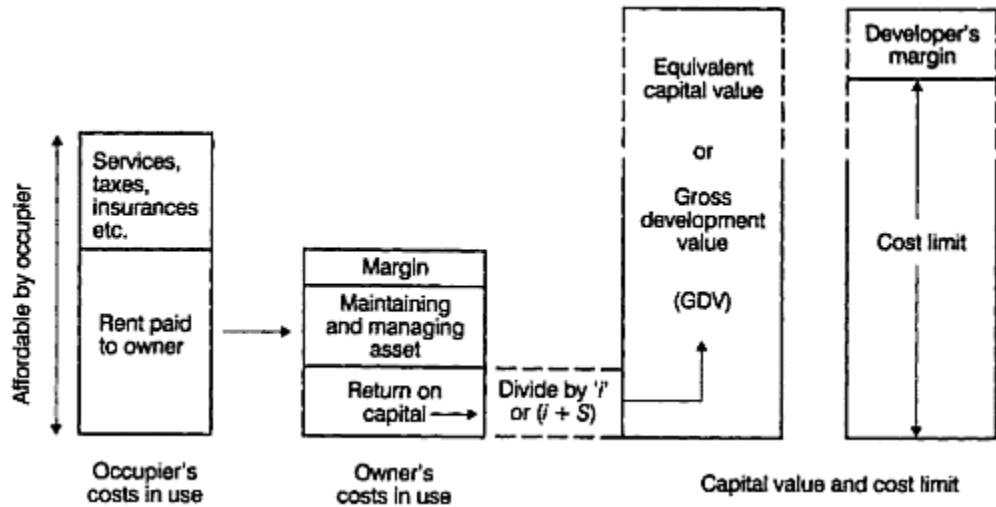 Affordable by occupier
Services,
taxes,
insurances
etc.
Rent paid
to owner
Occupier's
costs in use
Margin
Maintaining
and managing
asset
Return on
capital
Owner's
costs in use
Divide by 'i'
or (i + S)
Equivalent
capital value
or
Gross
development
value
(GDV)
Developer's
margin
Cost limit
Capital value and cost limit